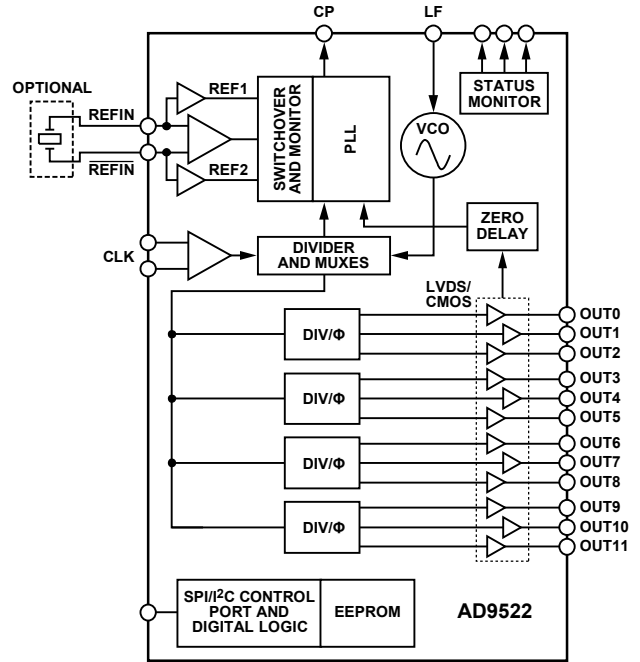 CP
LF
OPTIONAL
REFIN
REFIN
REF1
REF2
SWITCHOVER
AND MONITOR
PLL
VCO
STATUS
MONITOR
ZERO
DELAY
CLK
DIVIDER
AND MUXES
LVDS/
CMOS
DIV/Φ
OUT0
OUT1
OUT2
DIV/Φ
OUT3
OUT4
OUT5
DIV/Φ
OUT6
OUT7
OUT8
DIV/Φ
OUT9
OUT10
OUT11
SPI/I²C CONTROL
PORT AND
DIGITAL LOGIC
EEPROM
AD9522